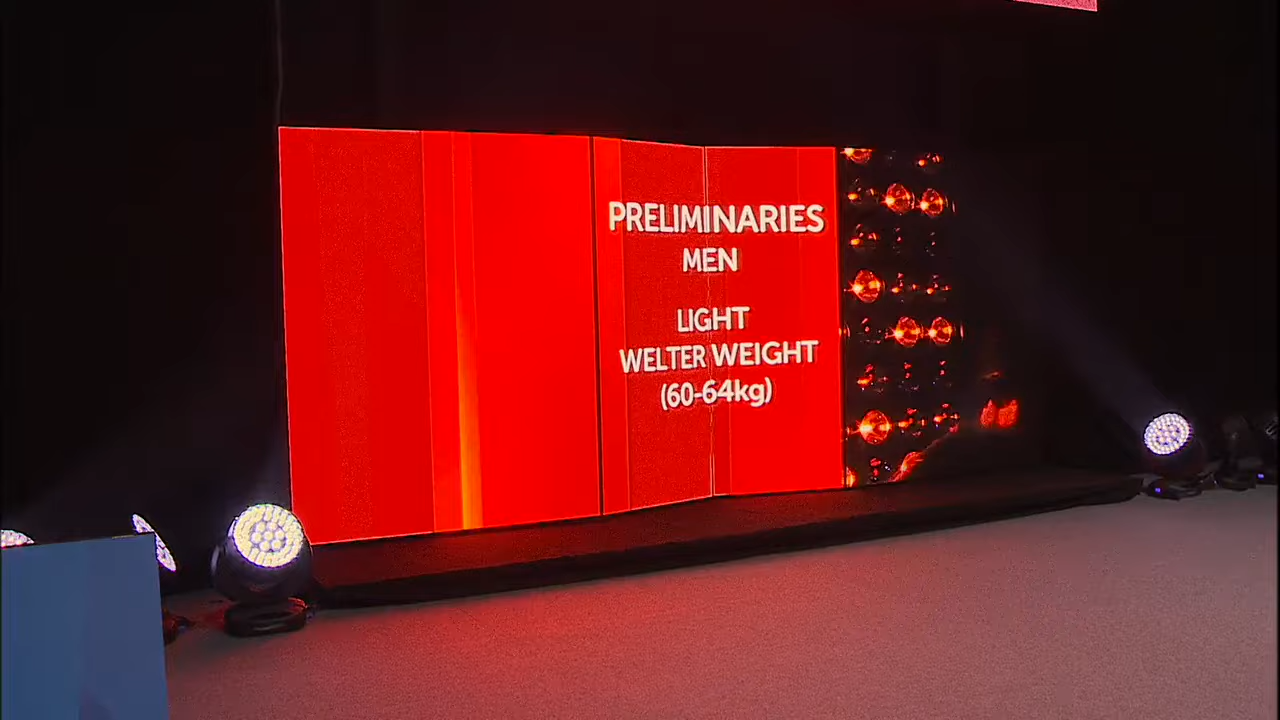 PRELIMINARIES
MEN
LIGHT
WELTER WEIGHT
(60-64kg)